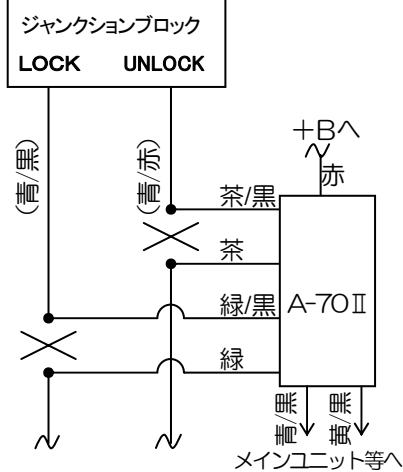 ジャンクションブロック
LOCK UNLOCK
+Bへ
赤
(青/黒)
(青/赤)
茶/黒
茶
緑/黒
A-70Ⅱ
緑
青/黒
黄/黒
メインユニット等へ